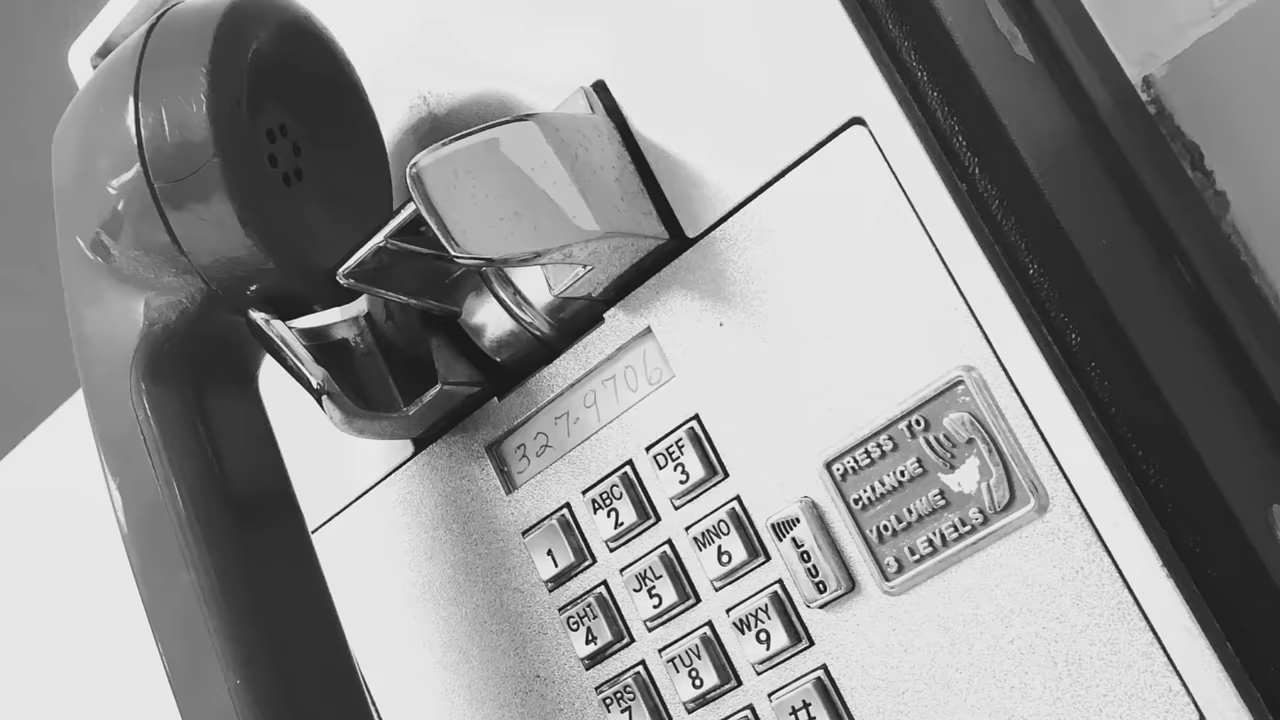 327-9706
1
ABC
2
DEF
3
GHI
4
JKL
5
MNO
6
PRS
7
TUV
8
WXY
9
#
LOUD
PRESS TO
CHANGE
VOLUME
3 LEVELS